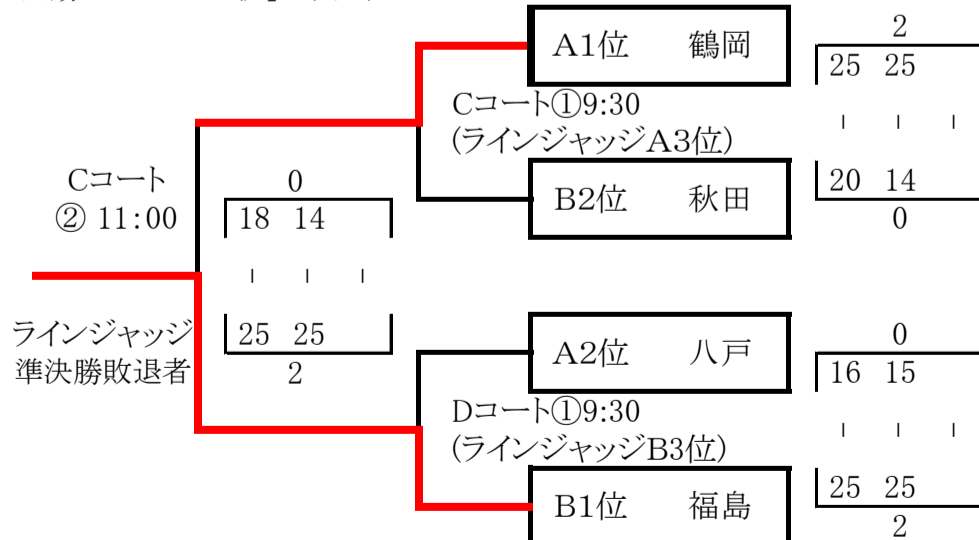 A1位 鶴岡
2
25 25
Cコート①9:30
(ラインジャッジA3位)
20 14
0
B2位 秋田
Cコート
② 11:00
0
18 14
25 25
2
ラインジャッジ
準決勝敗退者
A2位 八戸
0
16 15
Dコート①9:30
(ラインジャッジB3位)
25 25
2
B1位 福島